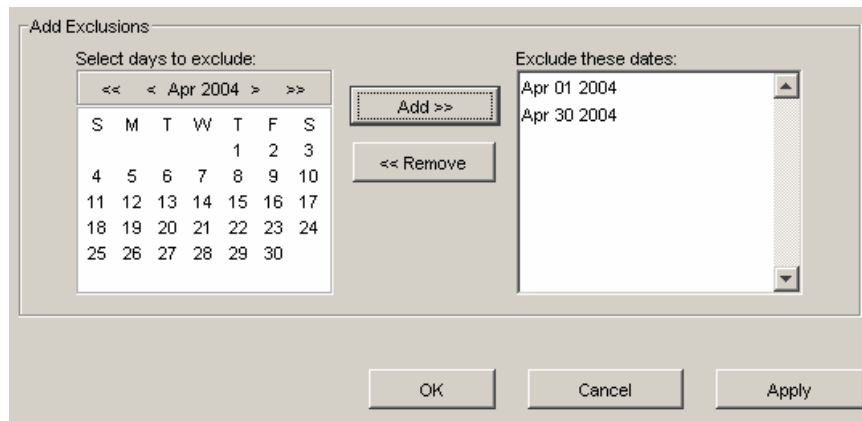 Add Exclusions
Select days to exclude:
<< < Apr 2004 > >>
S M T W T F S
1 2 3
4 5 6 7 8 9 10
11 12 13 14 15 16 17
18 19 20 21 22 23 24
25 26 27 28 29 30
Add >>
<< Remove
Exclude these dates:
Apr 01 2004
Apr 30 2004
OK Cancel Apply